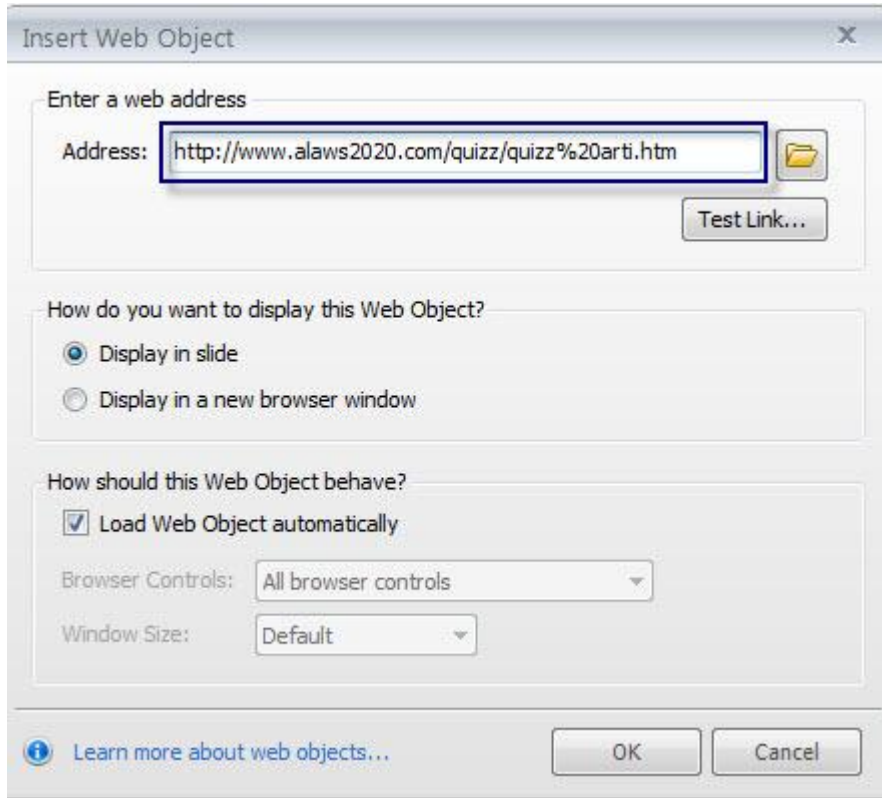 Insert Web Object
Enter a web address
Address: http://www.alaws2020.com/quizz/quizz%20arti.htm
Test Link...
How do you want to display this Web Object?
Display in slide
Display in a new browser window
How should this Web Object behave?
Load Web Object automatically
Browser Controls: All browser controls
Window Size: Default
Learn more about web objects... OK Cancel